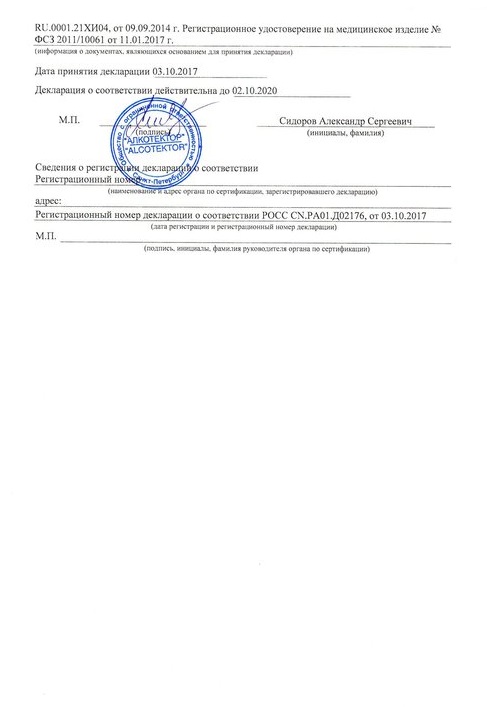 RU.0001.21ХИ04, от 09.09.2014 г. Регистрационное удостоверение на медицинское изделие №
ФСЗ 2011/10061 от 11.01.2017 г.
(информация о документах, являющихся основанием для принятия декларации)
Дата принятия декларации 03.10.2017
Декларация о соответствии действительна до 02.10.2020
М.П.
Сидоров Александр Сергеевич
(подпись)
(инициалы, фамилия)
Общество с ограниченной Ответственностью
"АЛКОТЕКТОР"
"ALCOTEKTOR"
Санкт-Петербург
Сведения о регистрации декларации о соответствии
Регистрационный номер
(наименование и адрес органа по сертификации, зарегистрировавшего декларацию)
адрес:
Регистрационный номер декларации о соответствии РОСС CN.РА01.Д02176, от 03.10.2017
(дата регистрации и регистрационный номер декларации)
М.П.
(подпись, инициалы, фамилия руководителя органа по сертификации)